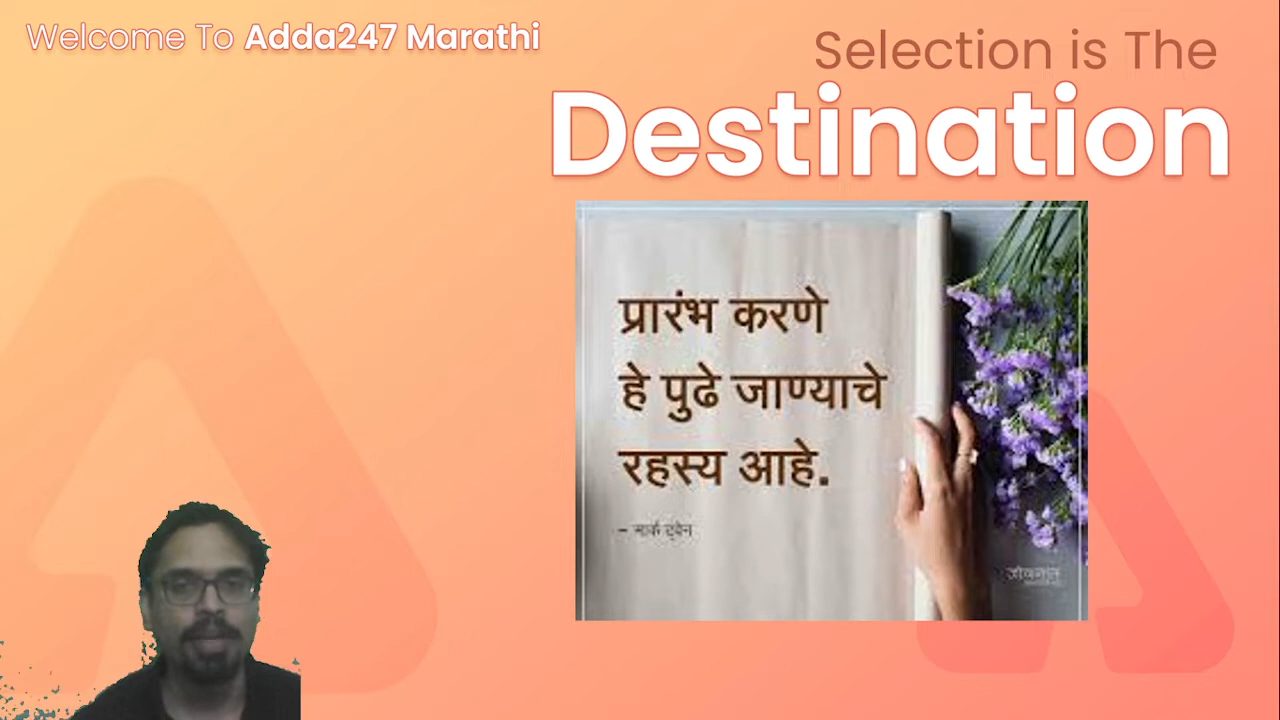 Welcome To Adda247 Marathi
Selection is The
Destination
प्रारंभ करणे
हे पुढे जाण्याचे
रहस्य आहे.
– मार्क ट्वेन